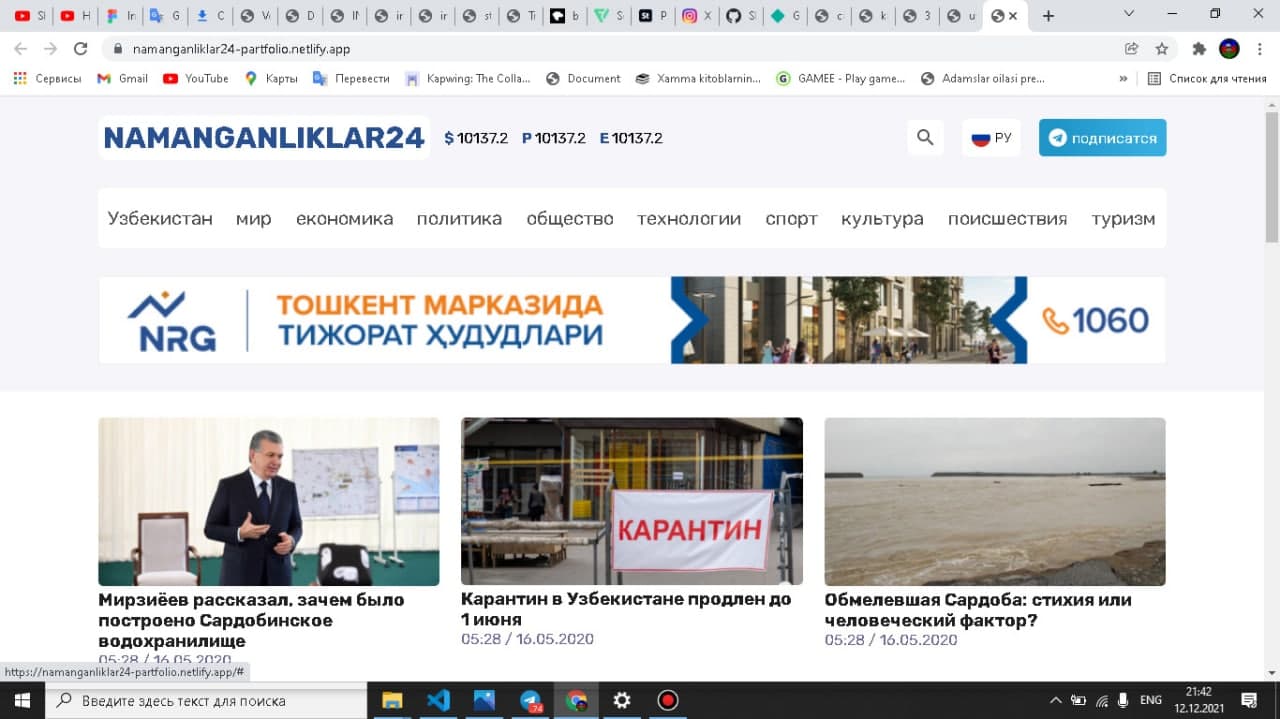 Сервисы Gmail YouTube Карты Перевести Kapwing: The Colla... Document Xamma kitoblarnin... GAMEE - Play game... Adamslar oilasi pre... » Список для чтения
namanganliklar24-partfolio.netlify.app
NAMANGANLIKLAR24 $ 10137.2 P 10137.2 E 10137.2 РУ подписатся
Узбекистан мир економика политика общество технологии спорт культура поисшествия туризм
NRG
ТОШКЕНТ МАРКАЗИДА
ТИЖОРАТ ҲУДУДЛАРИ
1060
КАРАНТИН
Мирзиёев рассказал, зачем было
построено Сардобинское
водохранилище
05:28 / 16.05.2020
Карантин в Узбекистане продлен до
1 июня
05:28 / 16.05.2020
Обмелевшая Сардоба: стихия или
человеческий фактор?
05:28 / 16.05.2020
https://namanganliklar24-partfolio.netlify.app/#
Введите здесь текст для поиска
74
ENG
21:42
12.12.2021